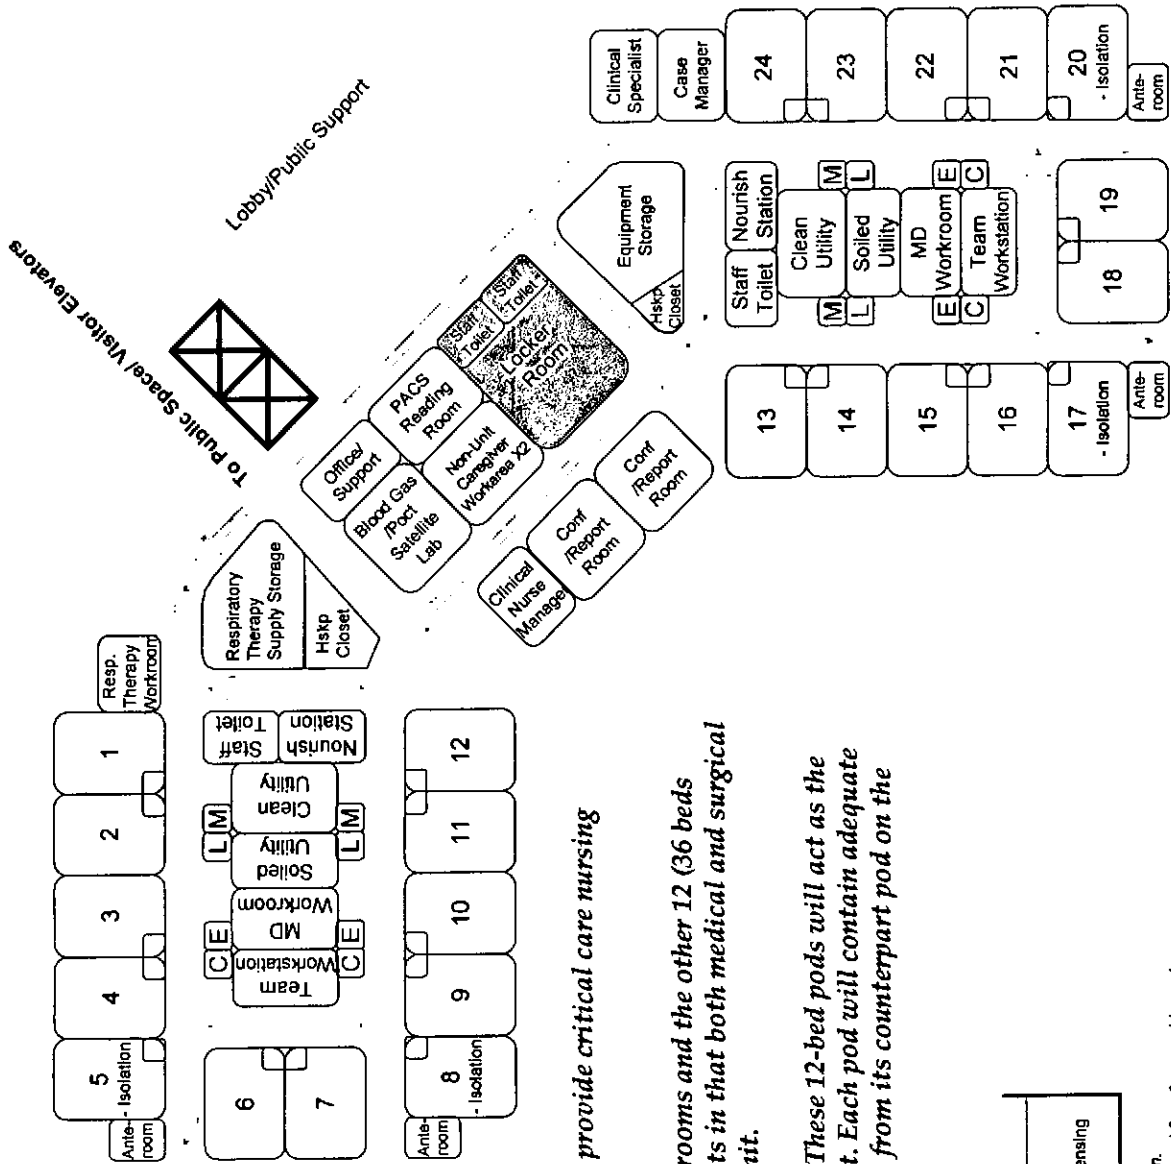 To Public Space/ Visitor Elevators
Lobby/Public Support
Clinical
Specialist
Case
Manager
24
23
22
21
20
- Isolation
Ante-
room
Equipment
Storage
Hskp
Closet
Staff
Toilet
Nourish
Station
Clean
Utility
M
L
M
L
Soiled
Utility
MD
Workroom
E
C
E
C
Team
Workstation
19
18
13
14
15
16
17
- Isolation
Ante-
room
Office/
Support
PACS
Reading
Room
Staff
Toilet
Staff
Toilet
Locker
Room
Blood Gas
/Poct
Satellite
Lab
Non-Unit
Caregiver
Workarea X2
Clinical
Nurse
Manager
Conf
/Report
Room
Conf
/Report
Room
Respiratory
Therapy
Supply Storage
Hskp
Closet
Resp.
Therapy
Workroom
1
2
3
4
5
- Isolation
Ante-
room
Staff
Toilet
Nourish
Station
Clean
Utility
L M
L M
Soiled
Utility
MD
Workroom
C E
C E
Team
Workstation
6
7
12
11
10
9
8
- Isolation
Ante-
room
provide critical care nursing
rooms and the other 12 (36 beds
ts in that both medical and surgical
nit.
These 12-bed pods will act as the
t. Each pod will contain adequate
from its counterpart pod on the
ensing
n.